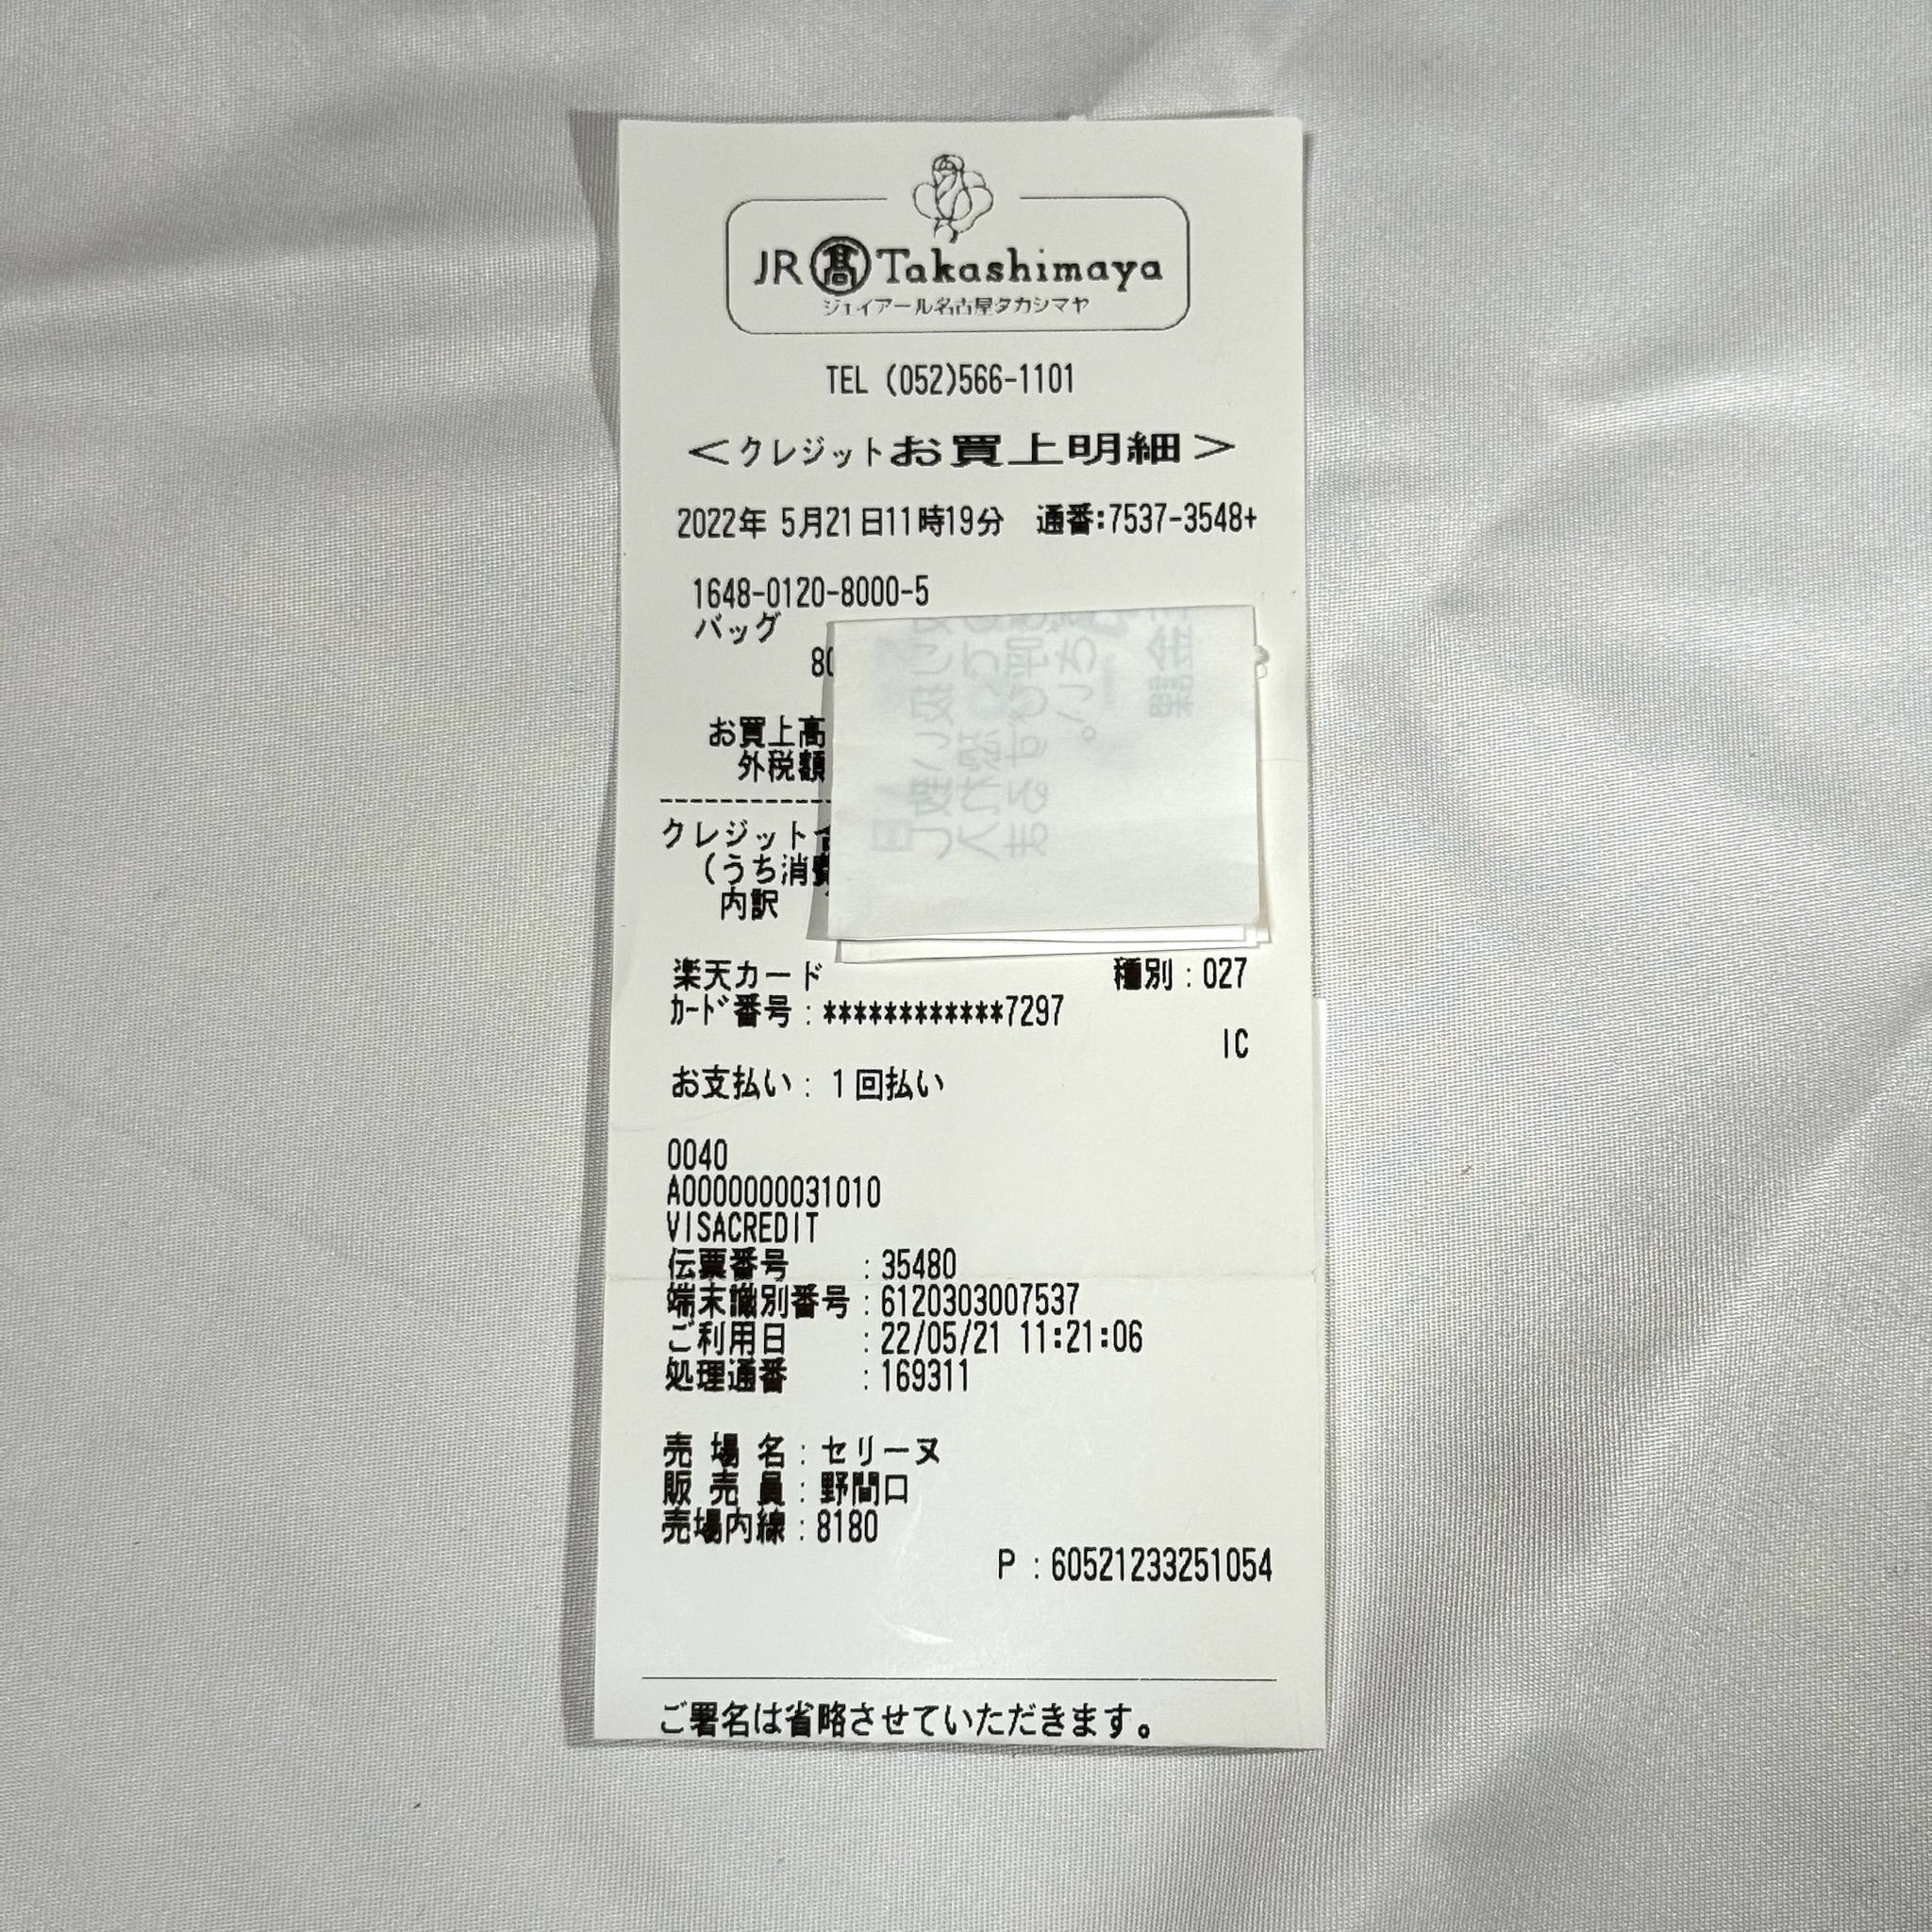 JR 髙 Takashimaya
ジェイアール名古屋タカシマヤ
TEL (052)566-1101
＜クレジットお買上明細＞
2022年 5月21日11時19分 通番:7537-3548+
1648-0120-8000-5
バッグ
80
お買上高
外税額
クレジット
(うち消費
内訳
楽天カード 種別:027
ｶｰﾄﾞ番号:************7297
IC
お支払い: 1回払い
0040
A0000000031010
VISACREDIT
伝票番号 :35480
端末識別番号:6120303007537
ご利用日 :22/05/21 11:21:06
処理通番 :169311
売場名:セリーヌ
販売員:野間口
売場内線:8180
P :60521233251054
ご署名は省略させていただきます。